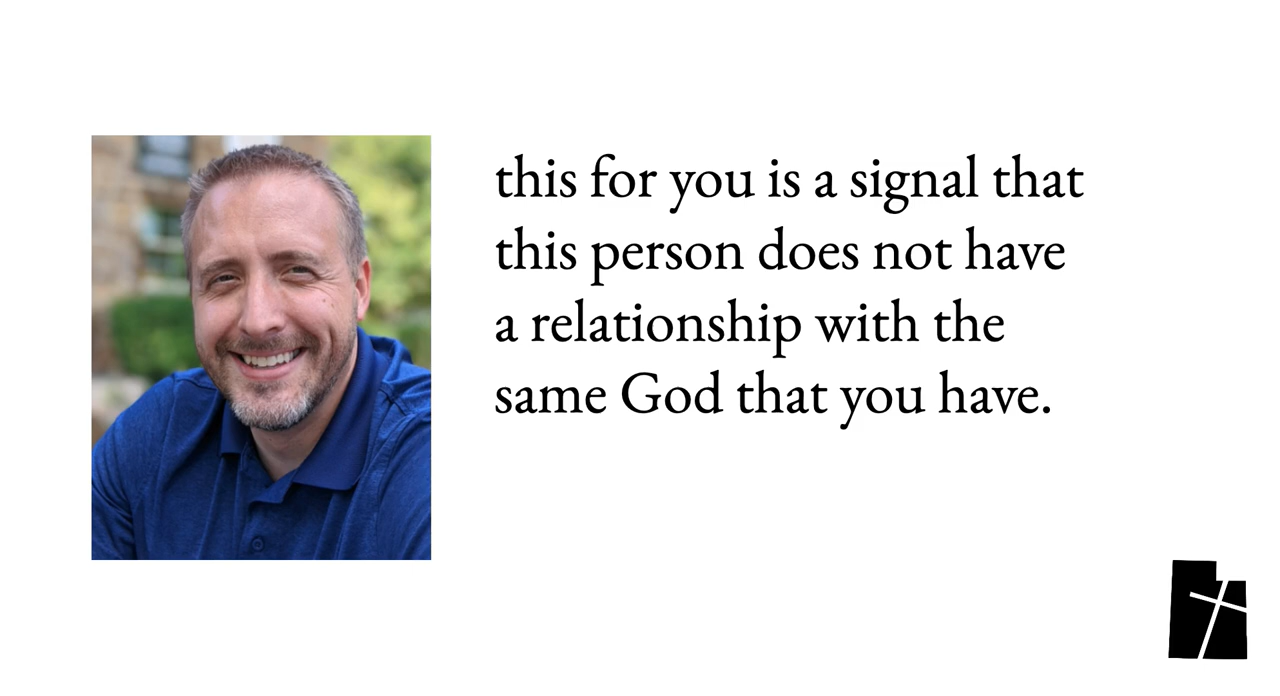 this for you is a signal that
this person does not have
a relationship with the
same God that you have.